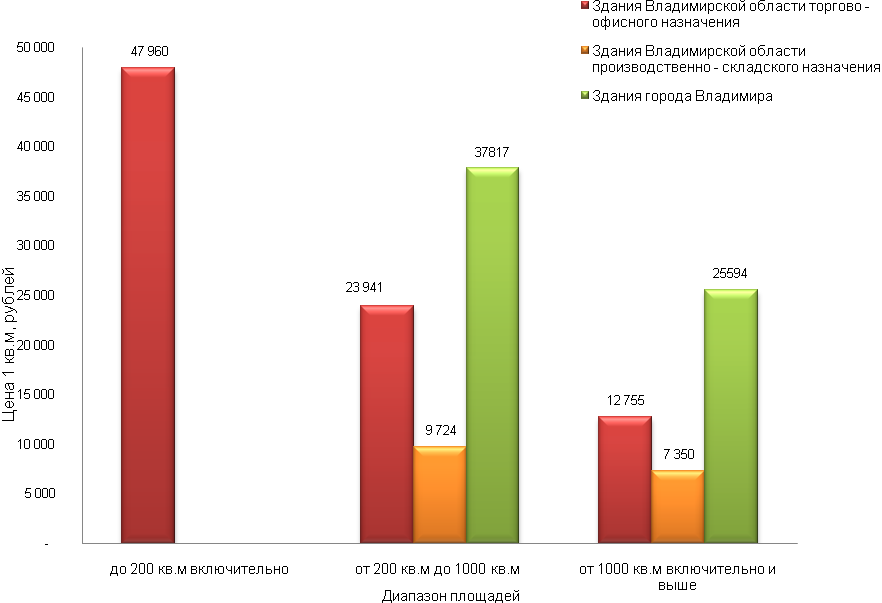 Здания Владимирской области торгово -
офисного назначения
Здания Владимирской области
производственно - складского назначения
Здания города Владимира
Цена 1 кв.м, рублей
50 000
45 000
40 000
35 000
30 000
25 000
20 000
15 000
10 000
5 000
-
47 960
23 941
9 724
37817
12 755
7 350
25594
до 200 кв.м включительно
от 200 кв.м до 1000 кв.м
от 1000 кв.м включительно и
выше
Диапазон площадей